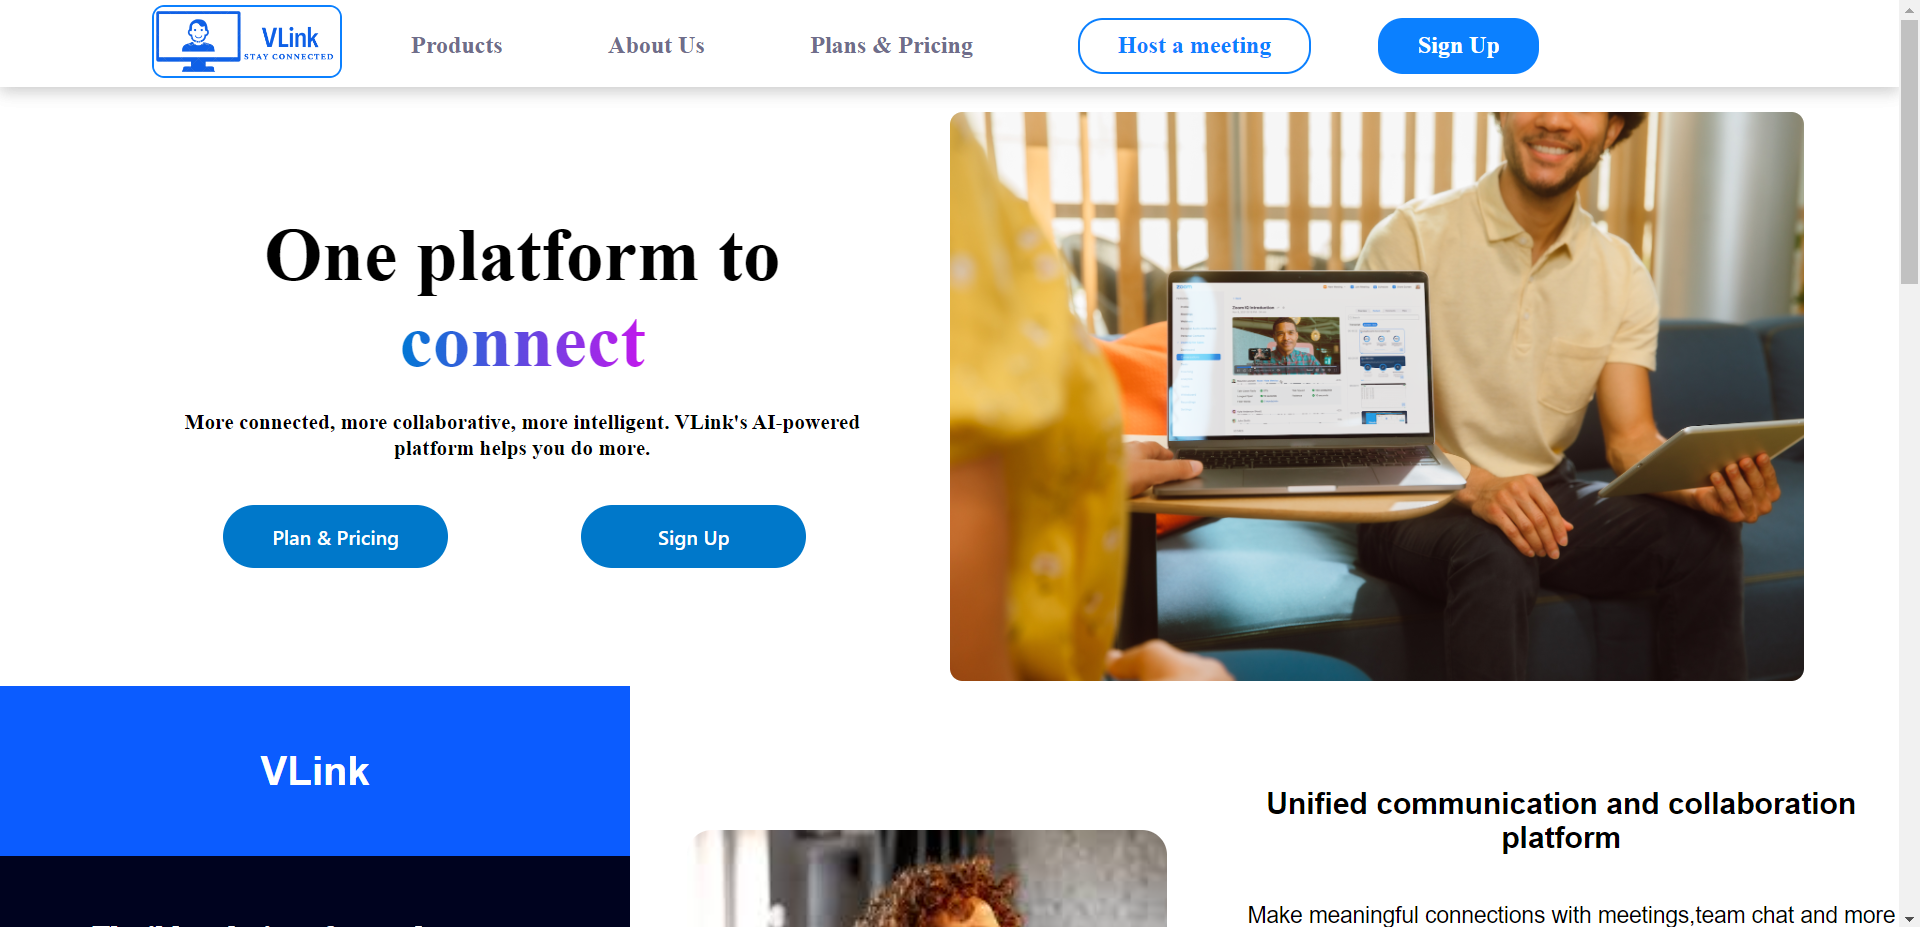 VLink
STAY CONNECTED
Products
About Us
Plans & Pricing
Host a meeting
Sign Up
One platform to
connect
More connected, more collaborative, more intelligent. VLink's AI-powered
platform helps you do more.
Plan & Pricing
Sign Up
zoom
VLink
Unified communication and collaboration
platform
Make meaningful connections with meetings,team chat and more